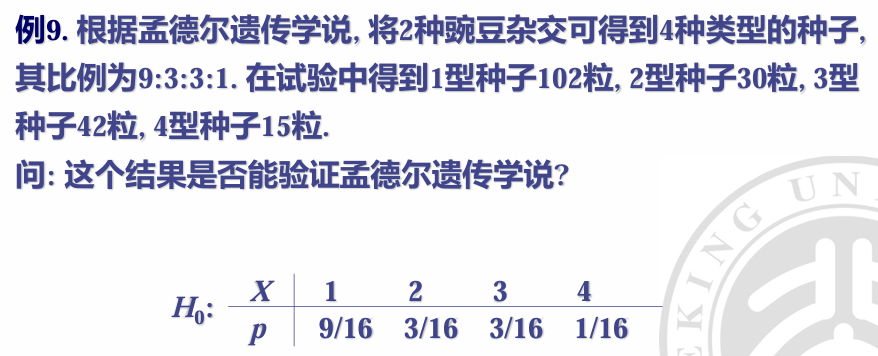 例9. 根据孟德尔遗传学说, 将2种豌豆杂交可得到4种类型的种子,
其比例为9:3:3:1. 在试验中得到1型种子102粒, 2型种子30粒, 3型
种子42粒, 4型种子15粒.
问: 这个结果是否能验证孟德尔遗传学说?
H₀: X 1 2 3 4
p 9/16 3/16 3/16 1/16
EKING UN